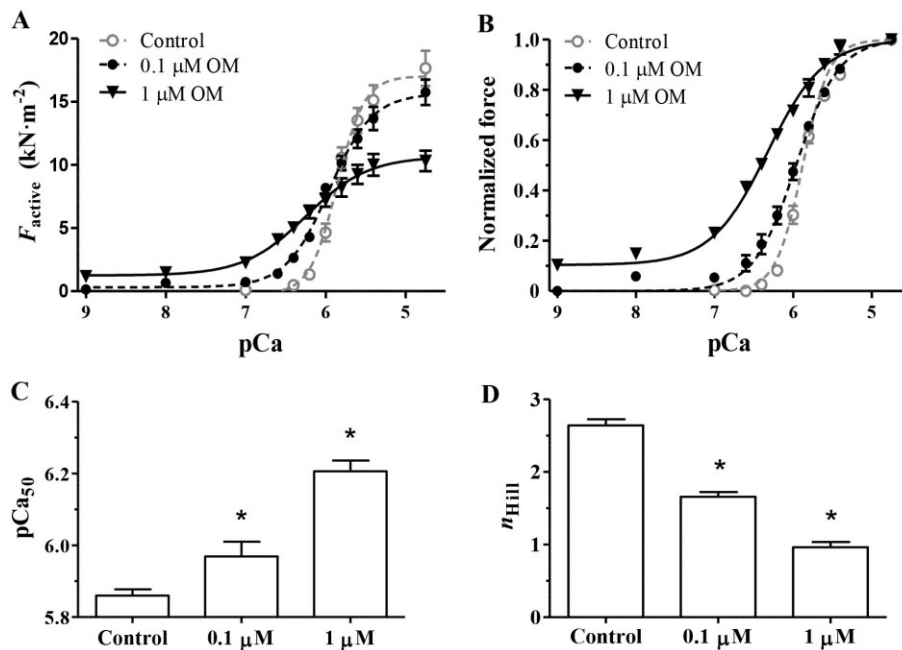 A
Control
0.1 μM OM
1 μM OM
F active (kN·m-2)
20
15
10
5
0
9 8 7 6 5
pCa
B
Control
0.1 μM OM
1 μM OM
Normalized force
1.0
0.8
0.6
0.4
0.2
0
9 8 7 6 5
pCa
C
pCa50
6.4
6.2
6.0
5.8
* *
Control 0.1 μM 1 μM
D
nHill
3
2
1
0
* *
Control 0.1 μM 1 μM